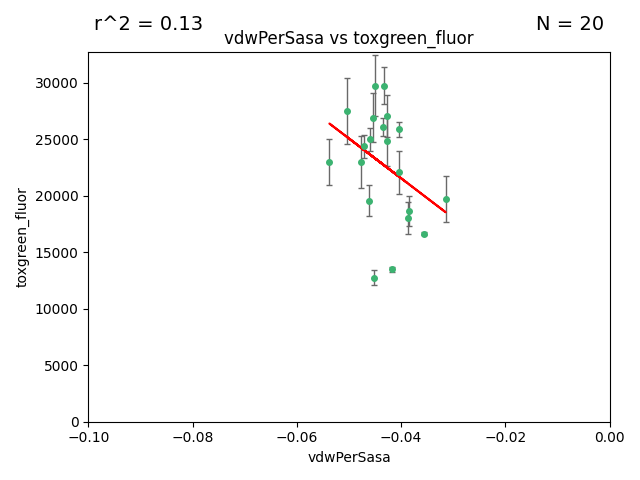 r^2 = 0.13
N = 20
vdwPerSasa vs toxgreen_fluor
30000
25000
20000
15000
10000
5000
0
toxgreen_fluor
−0.10
−0.08
−0.06
−0.04
−0.02
0.00
vdwPerSasa